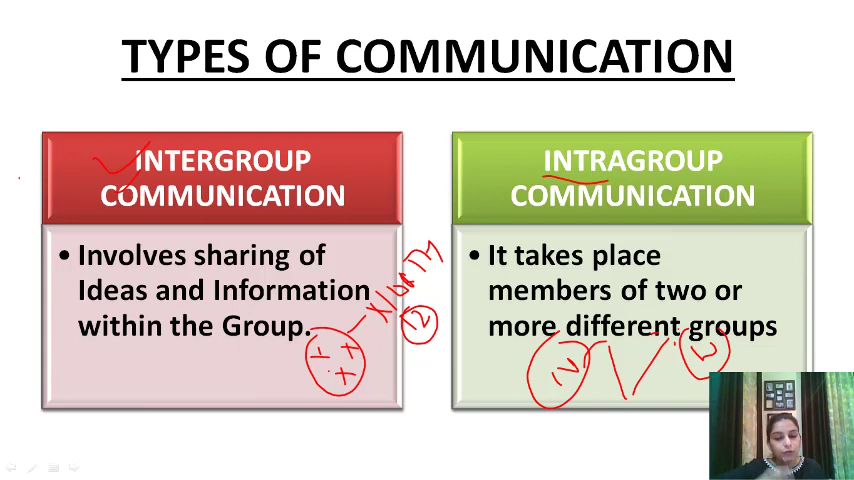 TYPES OF COMMUNICATION
INTERGROUP
COMMUNICATION
• Involves sharing of
Ideas and Information
within the Group.
INTRAGROUP
COMMUNICATION
• It takes place
members of two or
more different groups
12